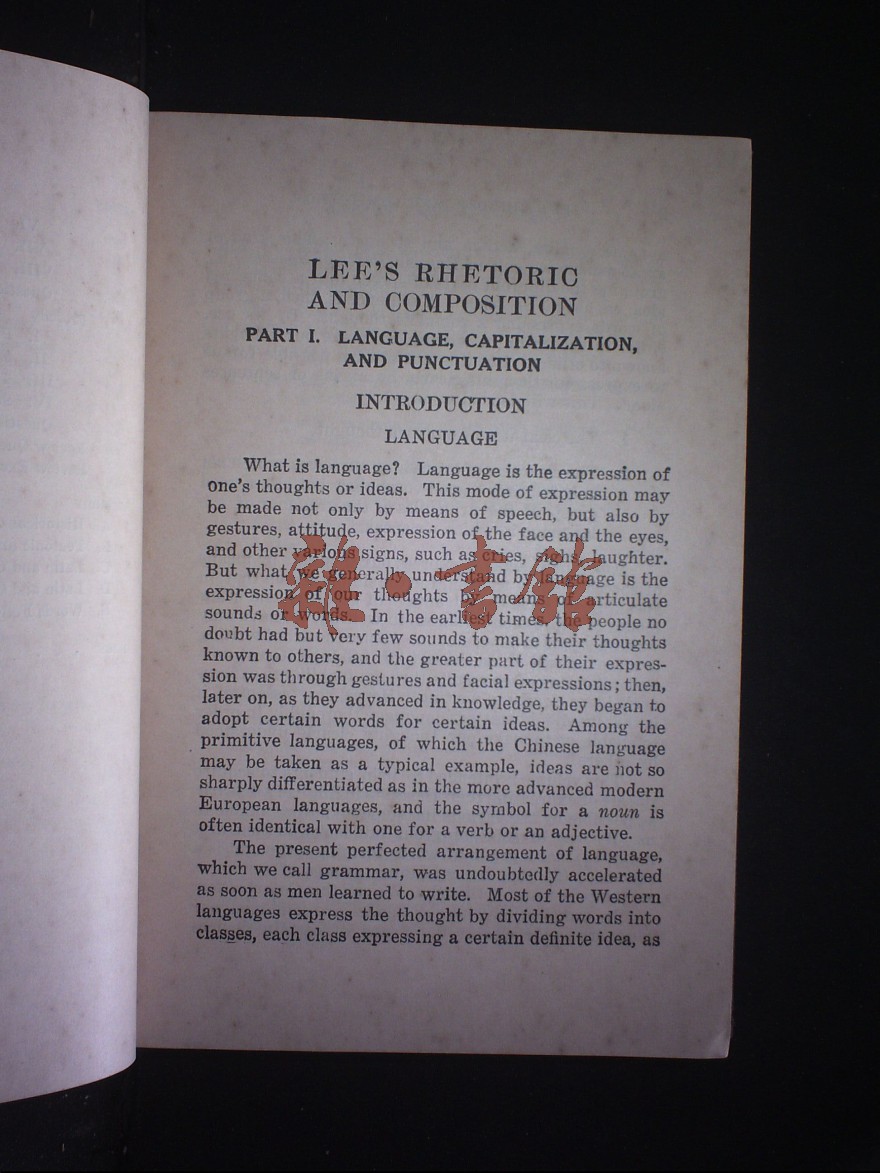 LEE'S RHETORIC
AND COMPOSITION
PART I. LANGUAGE, CAPITALIZATION,
AND PUNCTUATION
INTRODUCTION
LANGUAGE
What is language? Language is the expression of
one's thoughts or ideas. This mode of expression may
be made not only by means of speech, but also by
gestures, attitude, expression of the face and the eyes,
and other various signs, such as cries, sighs, laughter.
But what we generally understand by language is the
expression of our thoughts by means of articulate
sounds or words. In the earliest times, the people no
doubt had but very few sounds to make their thoughts
known to others, and the greater part of their expres-
sion was through gestures and facial expressions; then,
later on, as they advanced in knowledge, they began to
adopt certain words for certain ideas. Among the
primitive languages, of which the Chinese language
may be taken as a typical example, ideas are not so
sharply differentiated as in the more advanced modern
European languages, and the symbol for a noun is
often identical with one for a verb or an adjective.
The present perfected arrangement of language,
which we call grammar, was undoubtedly accelerated
as soon as men learned to write. Most of the Western
languages express the thought by dividing words into
classes, each class expressing a certain definite idea, as
雜·書館